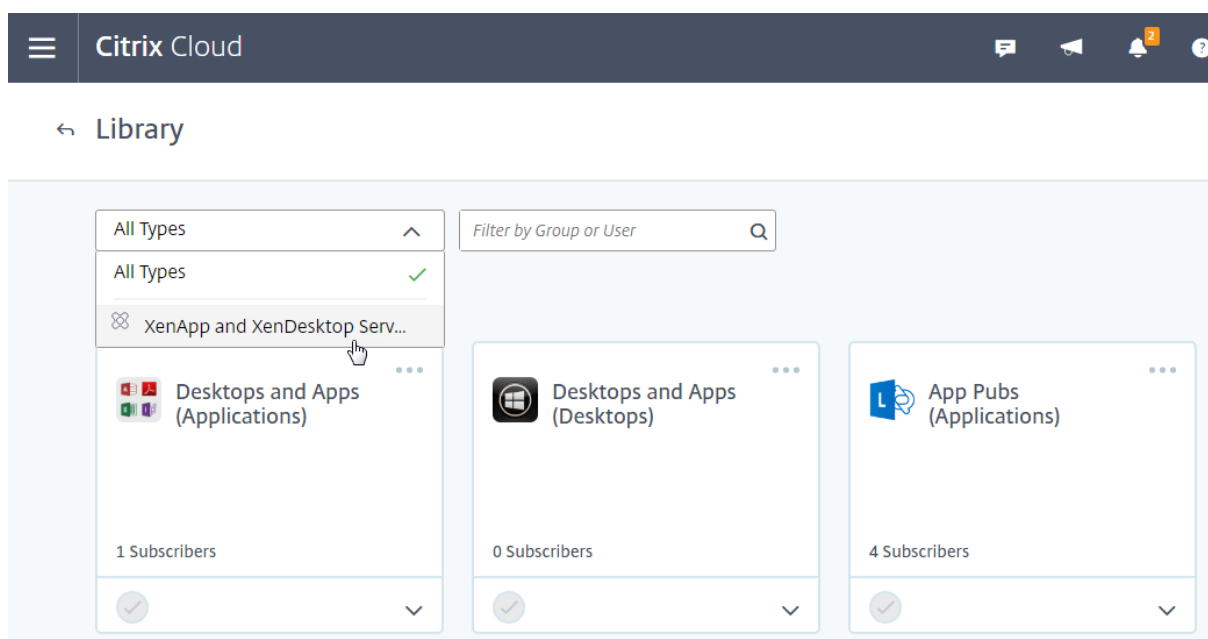 Citrix Cloud
2
?
Library
All Types
Filter by Group or User
All Types
XenApp and XenDesktop Serv...
Desktops and Apps
(Applications)
Desktops and Apps
(Desktops)
L
App Pubs
(Applications)
1 Subscribers
0 Subscribers
4 Subscribers